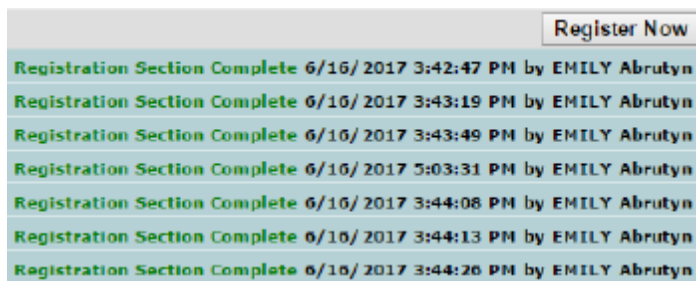 Register Now
Registration Section Complete 6/16/2017 3:42:47 PM by EMILY Abrutyn
Registration Section Complete 6/16/2017 3:43:19 PM by EMILY Abrutyn
Registration Section Complete 6/16/2017 3:43:49 PM by EMILY Abrutyn
Registration Section Complete 6/16/2017 5:03:31 PM by EMILY Abrutyn
Registration Section Complete 6/16/2017 3:44:08 PM by EMILY Abrutyn
Registration Section Complete 6/16/2017 3:44:13 PM by EMILY Abrutyn
Registration Section Complete 6/16/2017 3:44:26 PM by EMILY Abrutyn